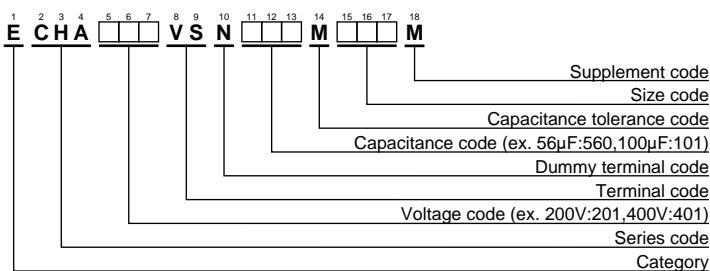 1 2 3 4 5 6 7 8 9 10 11 12 13 14 15 16 17 18
E CHA □□□ VS N □□□ M □□□ M
Supplement code
Size code
Capacitance tolerance code
Capacitance code (ex. 56µF:560,100µF:101)
Dummy terminal code
Terminal code
Voltage code (ex. 200V:201,400V:401)
Series code
Category